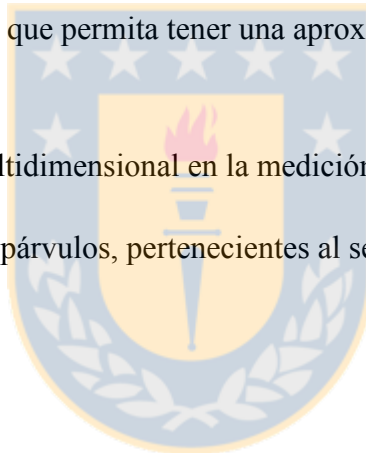 que permita tener una aprox
ltidimensional en la medición
párvulos, pertenecientes al se